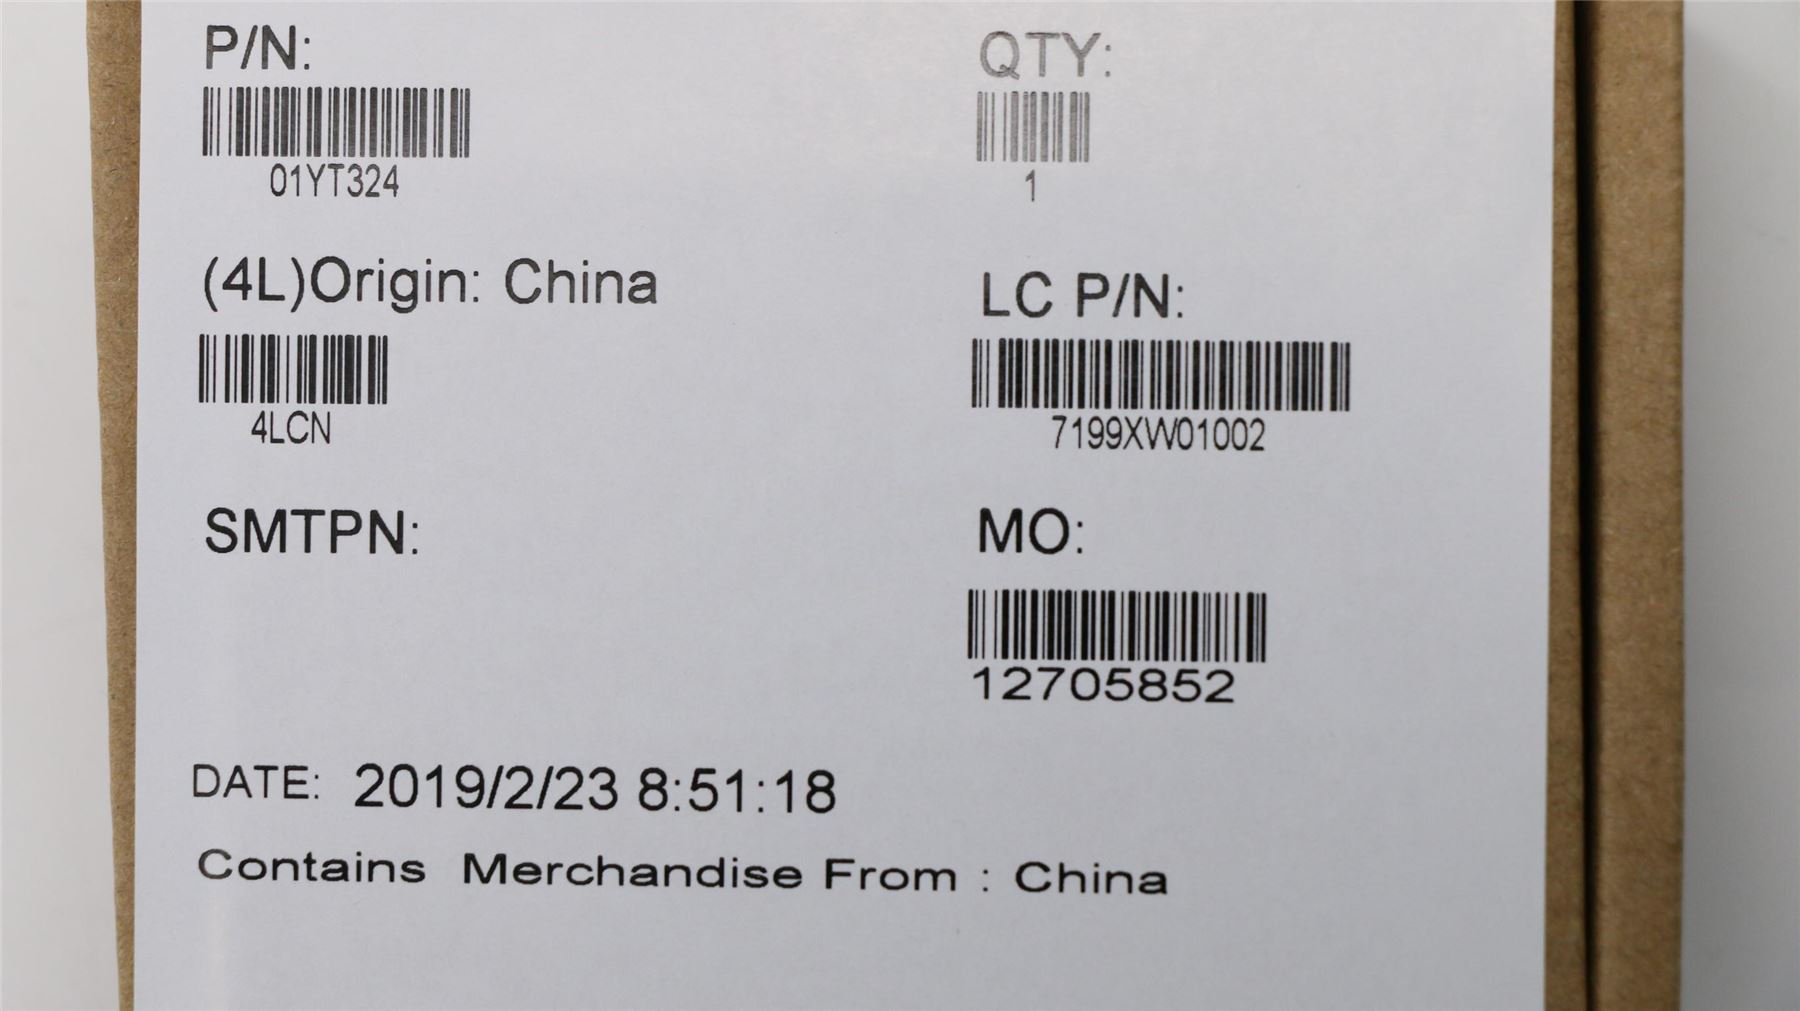 P/N:
QTY:
01YT324
1
(4L)Origin: China
LC P/N:
4LCN
7199XW01002
SMTPN:
MO:
12705852
DATE: 2019/2/23 8:51:18
Contains Merchandise From : China